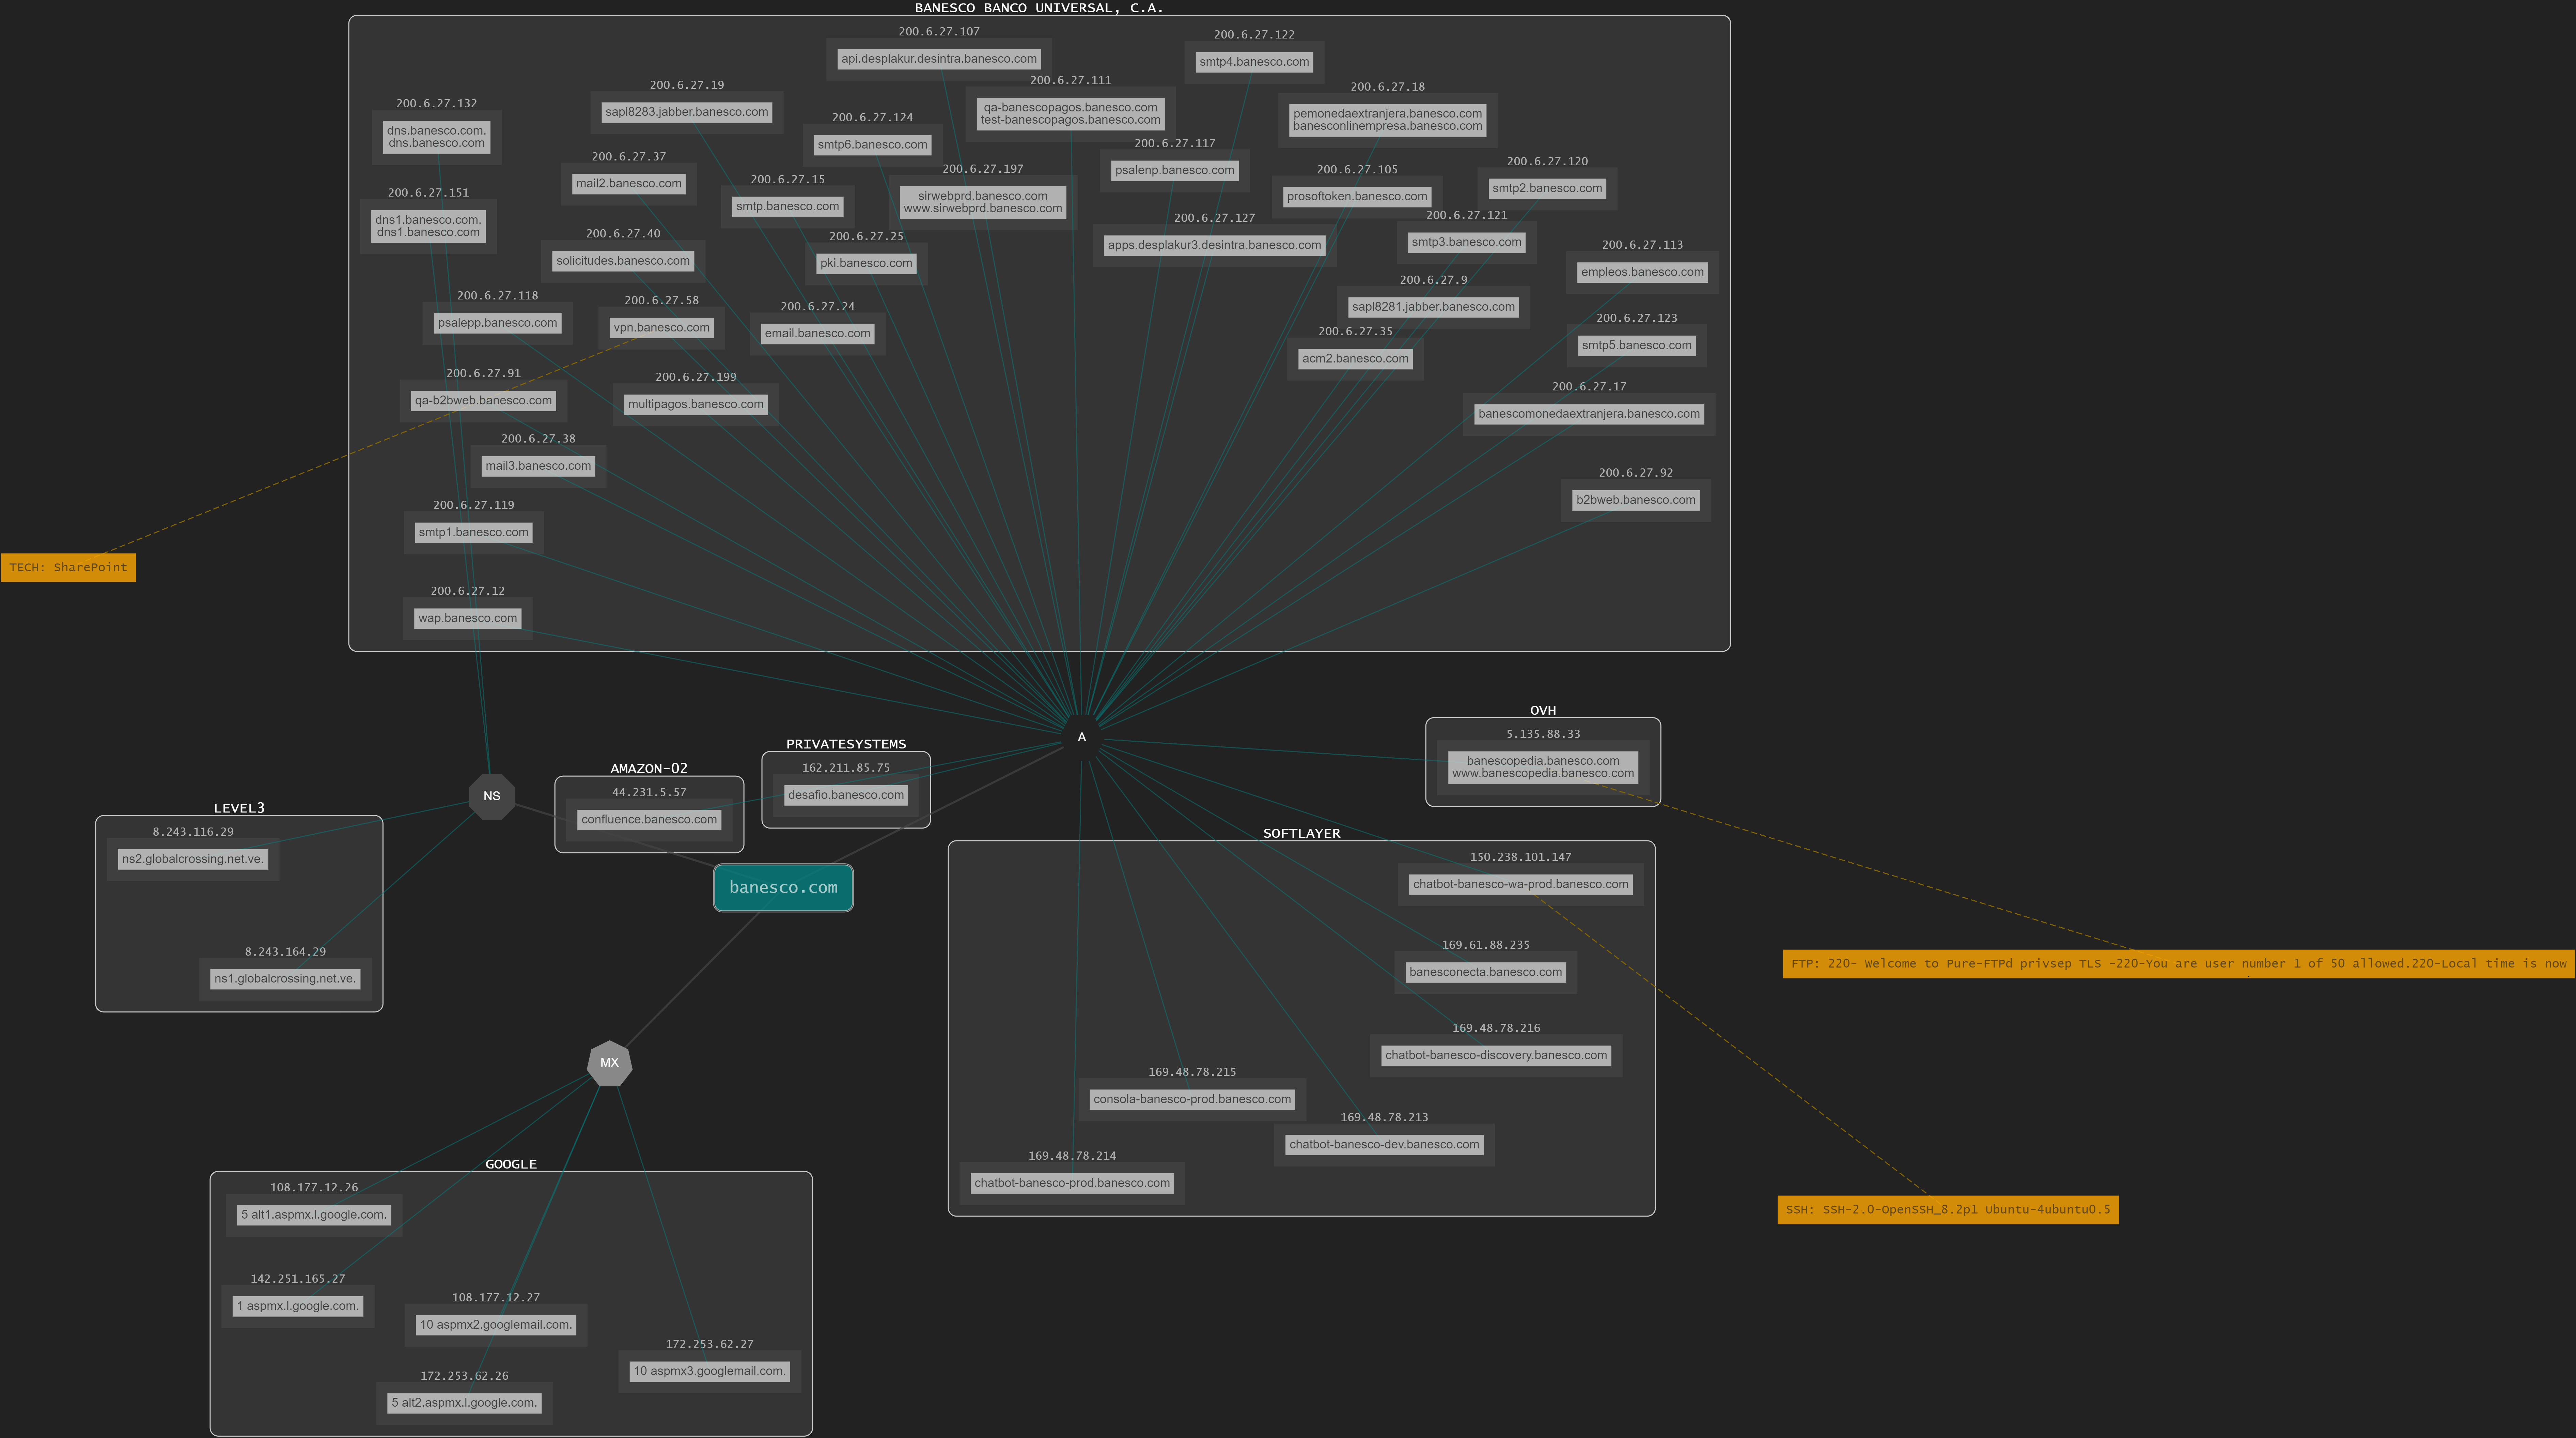 BANESCO BANCO UNIVERSAL, C.A.
200.6.27.107
api.desplakur.desintra.banesco.com
200.6.27.122
smtp4.banesco.com
200.6.27.19
sapl8283.jabber.banesco.com
200.6.27.111
qa-banescopagos.banesco.com
test-banescopagos.banesco.com
200.6.27.18
pemonedaextranjera.banesco.com
banesconlinempresa.banesco.com
200.6.27.132
dns.banesco.com.
dns.banesco.com
200.6.27.124
smtp6.banesco.com
200.6.27.37
mail2.banesco.com
200.6.27.117
psalenp.banesco.com
200.6.27.120
smtp2.banesco.com
200.6.27.15
smtp.banesco.com
200.6.27.197
sirwebprd.banesco.com
www.sirwebprd.banesco.com
200.6.27.105
prosoftoken.banesco.com
200.6.27.151
dns1.banesco.com.
dns1.banesco.com
200.6.27.127
apps.desplakur3.desintra.banesco.com
200.6.27.121
smtp3.banesco.com
200.6.27.40
solicitudes.banesco.com
200.6.27.25
pki.banesco.com
200.6.27.113
empleos.banesco.com
200.6.27.9
sapl8281.jabber.banesco.com
200.6.27.118
psalepp.banesco.com
200.6.27.58
vpn.banesco.com
200.6.27.24
email.banesco.com
200.6.27.123
smtp5.banesco.com
200.6.27.35
acm2.banesco.com
200.6.27.91
qa-b2bweb.banesco.com
200.6.27.199
multipagos.banesco.com
200.6.27.17
banescomonedaextranjera.banesco.com
200.6.27.38
mail3.banesco.com
200.6.27.92
b2bweb.banesco.com
200.6.27.119
smtp1.banesco.com
TECH: SharePoint
200.6.27.12
wap.banesco.com
A
OVH
5.135.88.33
banescopedia.banesco.com
www.banescopedia.banesco.com
PRIVATESYSTEMS
162.211.85.75
desafio.banesco.com
AMAZON-02
44.231.5.57
confluence.banesco.com
NS
LEVEL3
8.243.116.29
ns2.globalcrossing.net.ve.
8.243.164.29
ns1.globalcrossing.net.ve.
banesco.com
SOFTLAYER
150.238.101.147
chatbot-banesco-wa-prod.banesco.com
169.61.88.235
banesconecta.banesco.com
FTP: 220- Welcome to Pure-FTPd privsep TLS -220-You are user number 1 of 50 allowed.220-Local time is now
.
169.48.78.216
chatbot-banesco-discovery.banesco.com
169.48.78.215
consola-banesco-prod.banesco.com
169.48.78.213
chatbot-banesco-dev.banesco.com
169.48.78.214
chatbot-banesco-prod.banesco.com
SSH: SSH-2.0-OpenSSH_8.2p1 Ubuntu-4ubuntu0.5
MX
GOOGLE
108.177.12.26
5 alt1.aspmx.l.google.com.
142.251.165.27
1 aspmx.l.google.com.
108.177.12.27
10 aspmx2.googlemail.com.
172.253.62.27
10 aspmx3.googlemail.com.
172.253.62.26
5 alt2.aspmx.l.google.com.